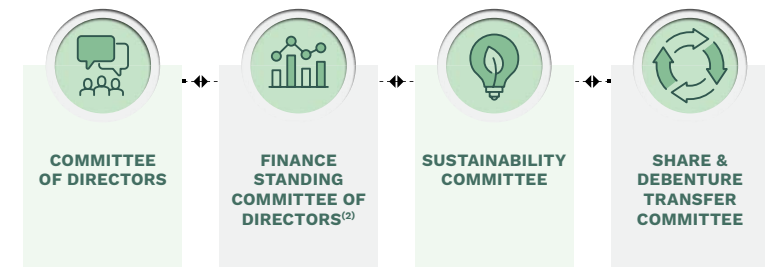 COMMITTEE
OF DIRECTORS
FINANCE
STANDING
COMMITTEE OF
DIRECTORS(2)
SUSTAINABILITY
COMMITTEE
SHARE &
DEBENTURE
TRANSFER
COMMITTEE